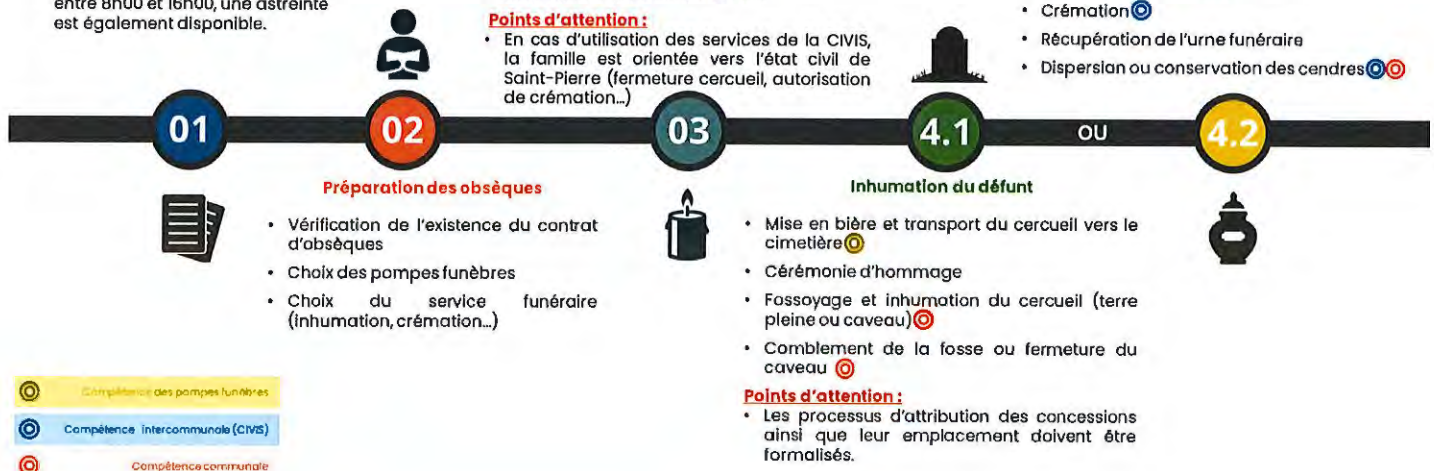 entre 8h00 et 16h00, une astreinte
est également disponible.
Points d'attention :
• En cas d'utilisation des services de la CIVIS,
la famille est orientée vers l'état civil de
Saint-Pierre (fermeture cercueil, autorisation
de crémation...)
• Crémation
• Récupération de l'urne funéraire
• Dispersian ou conservation des cendres
01
02
03
4.1
OU
4.2
Préparation des obsèques
• Vérification de l'existence du contrat
d'obsèques
• Choix des pompes funèbres
• Choix du service funéraire
(inhumation, crémation...)
Inhumation du défunt
• Mise en bière et transport du cercueil vers le
cimetière
• Cérémonie d'hommage
• Fossoyage et inhumation du cercueil (terre
pleine ou caveau)
• Comblement de la fosse ou fermeture du
caveau
Points d'attention :
• Les processus d'attribution des concessions
ainsi que leur emplacement doivent être
formalisés.
Compétence des pompes funèbres
Compétence intercommunale (CIVIS)
Compétence communale